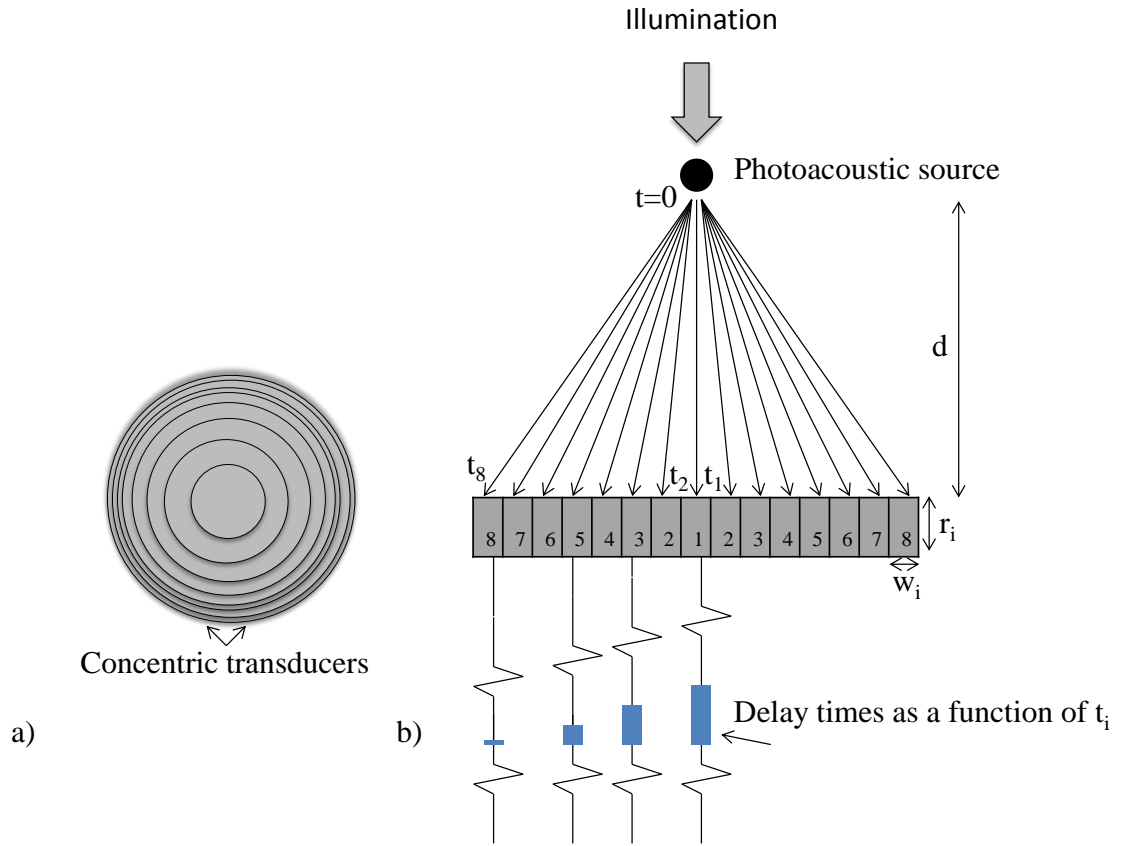 Illumination
Photoacoustic source
t=0
d
t8 t2 t1
ri
8 7 6 5 4 3 2 1 2 3 4 5 6 7 8
wi
Concentric transducers
Delay times as a function of ti
a) b)